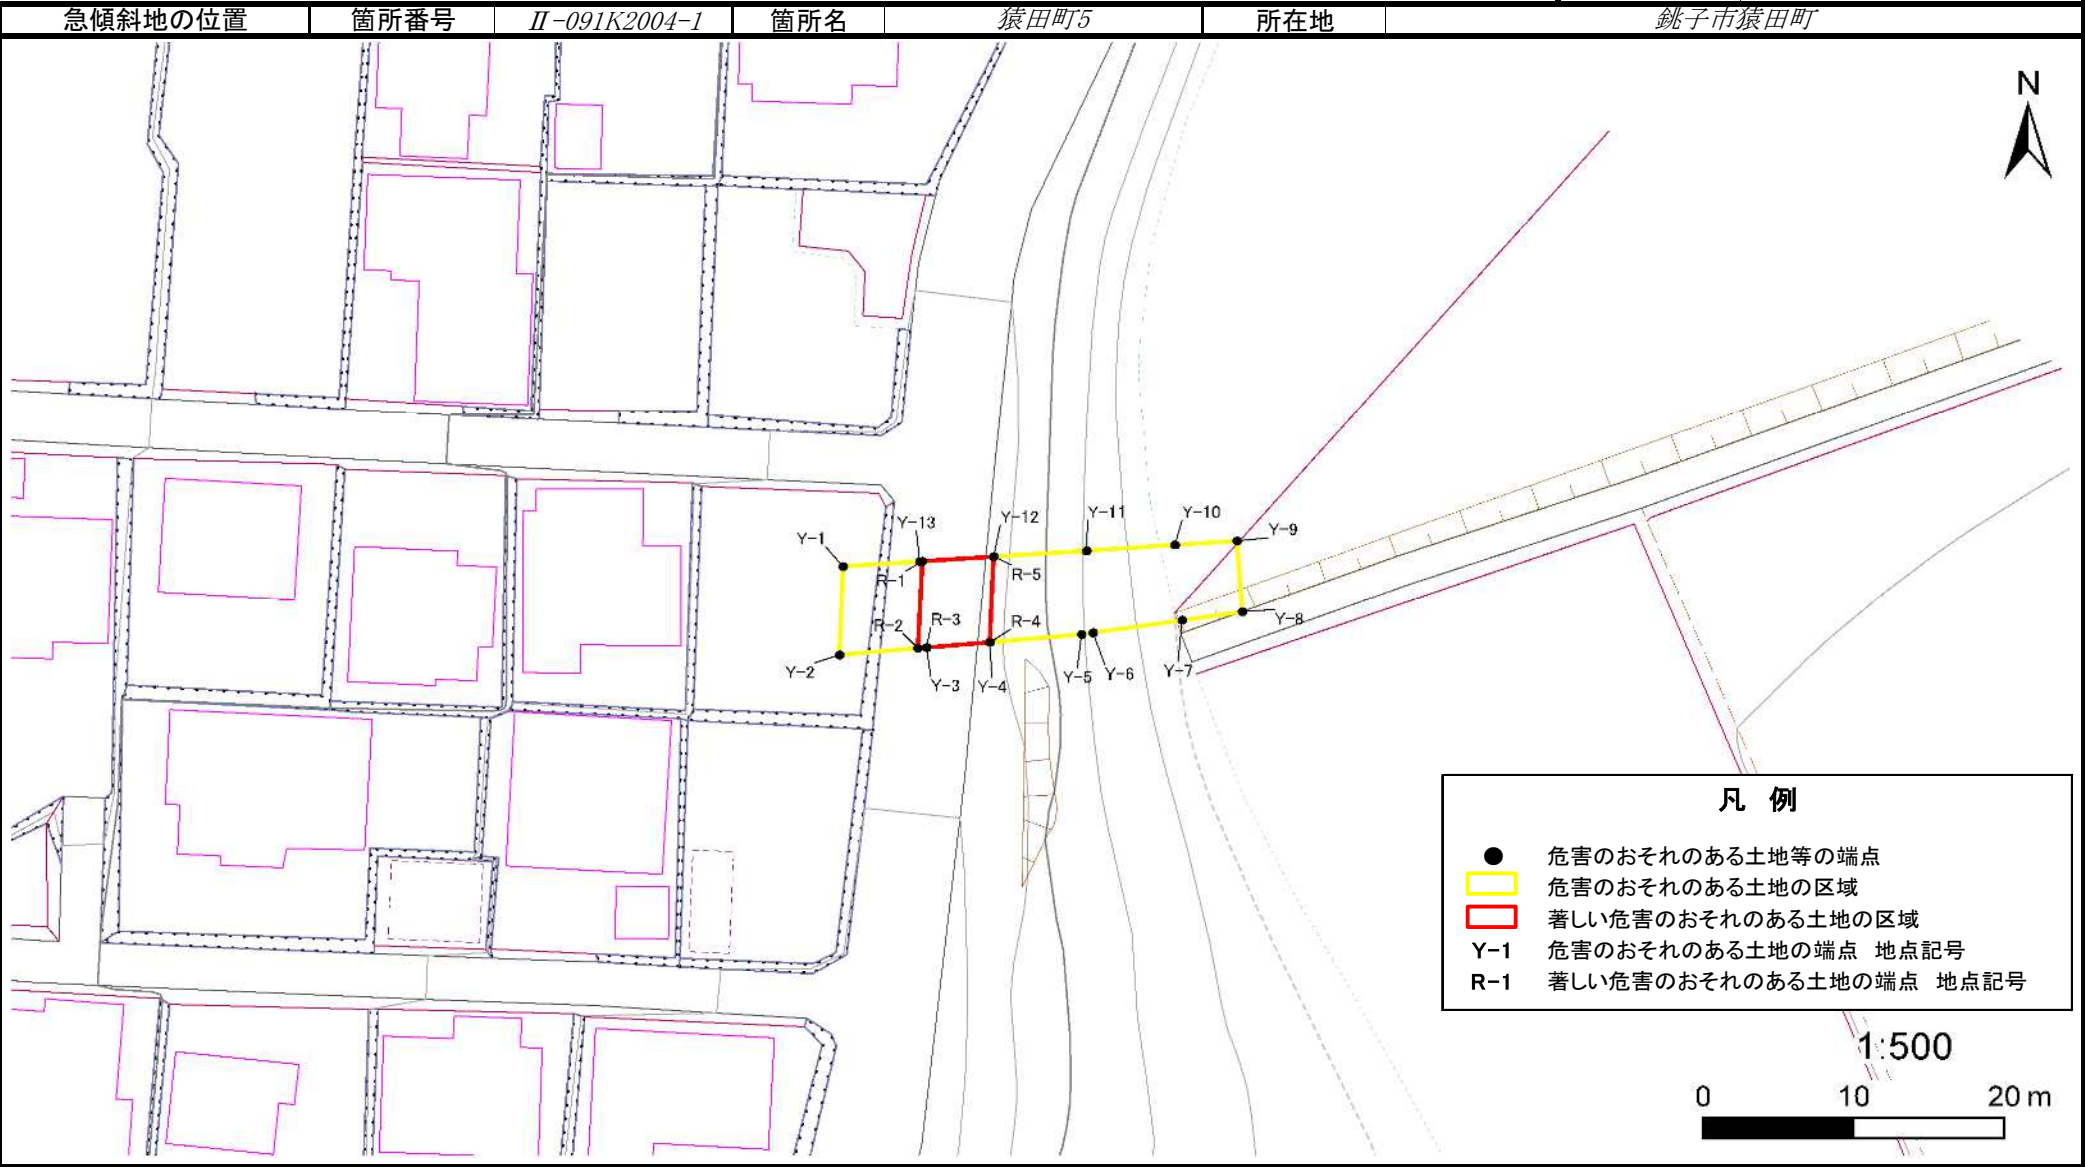 急傾斜地の位置 箇所番号 Ⅱ-091K2004-1 箇所名 猿田町5 所在地 銚子市猿田町
N
Y-13 Y-12 Y-11 Y-10 Y-9
Y-1
R-1 R-5
R-2 R-3 R-4 Y-8
Y-2 Y-3 Y-4 Y-5 Y-6 Y-7
凡 例
危害のおそれのある土地等の端点
危害のおそれのある土地の区域
著しい危害のおそれのある土地の区域
Y-1 危害のおそれのある土地の端点 地点記号
R-1 著しい危害のおそれのある土地の端点 地点記号
1:500
0 10 20 m